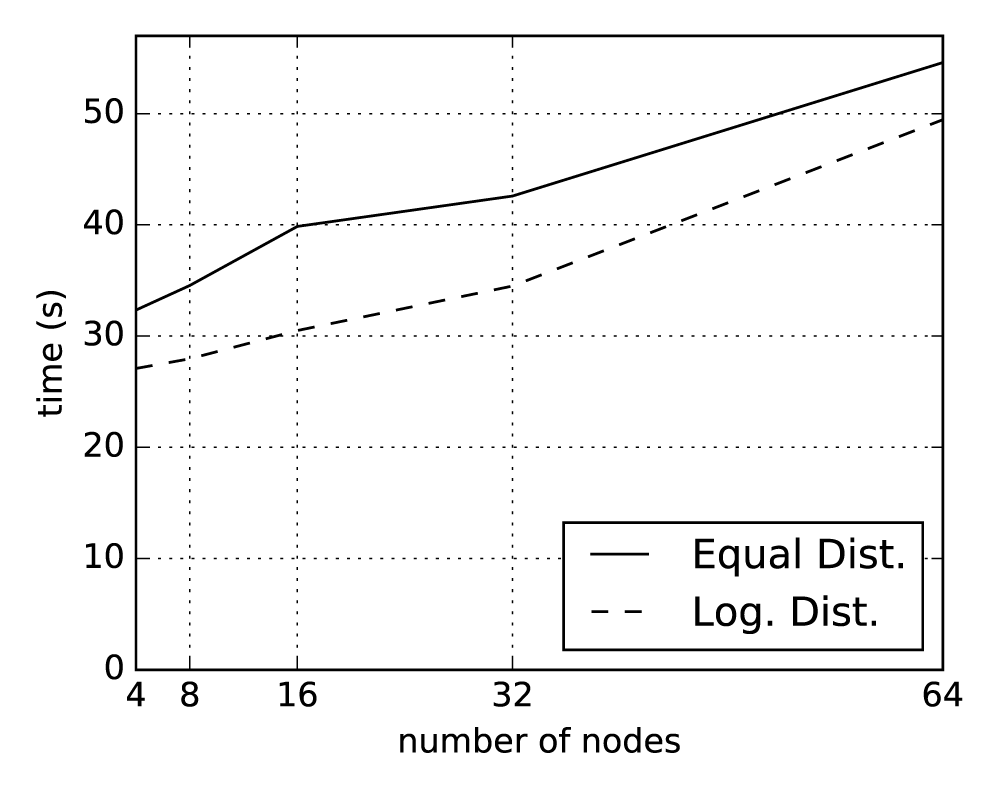 50
40
30
20
10
0
time (s)
4 8 16 32 64
number of nodes
Equal Dist.
Log. Dist.